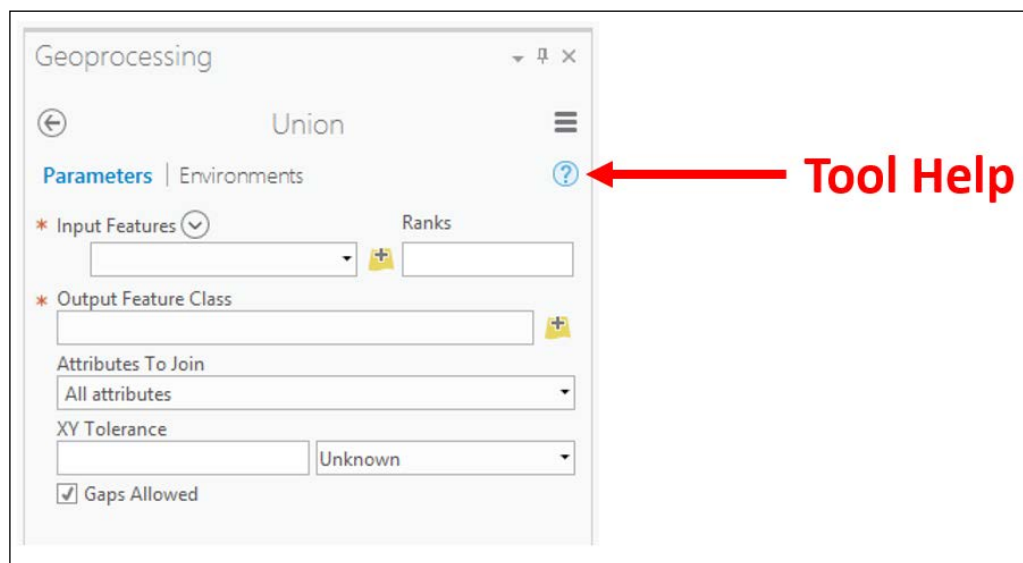 Geoprocessing
Union
Parameters | Environments
? Tool Help
* Input Features Ranks
* Output Feature Class
Attributes To Join
All attributes
XY Tolerance
Unknown
Gaps Allowed